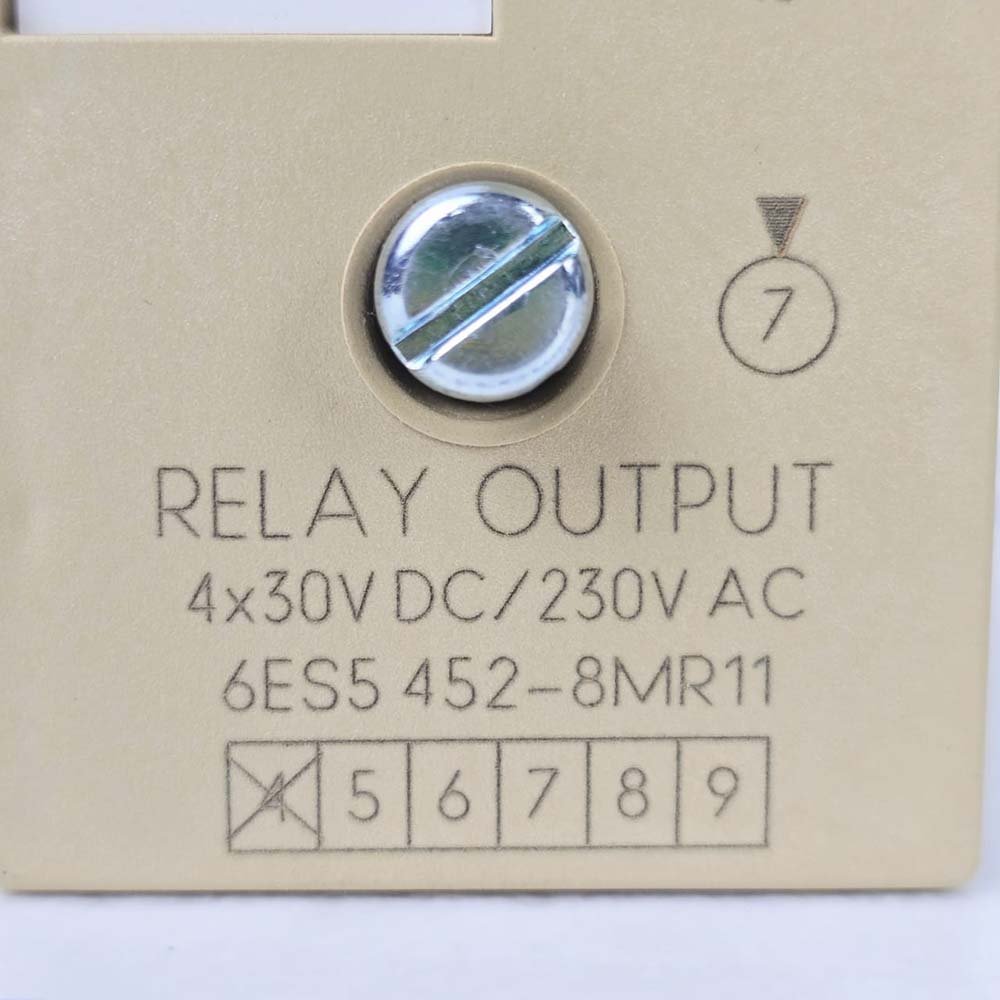 7
RELAY OUTPUT
4x30V DC/230V AC
6ES5 452-8MR11
4 5 6 7 8 9